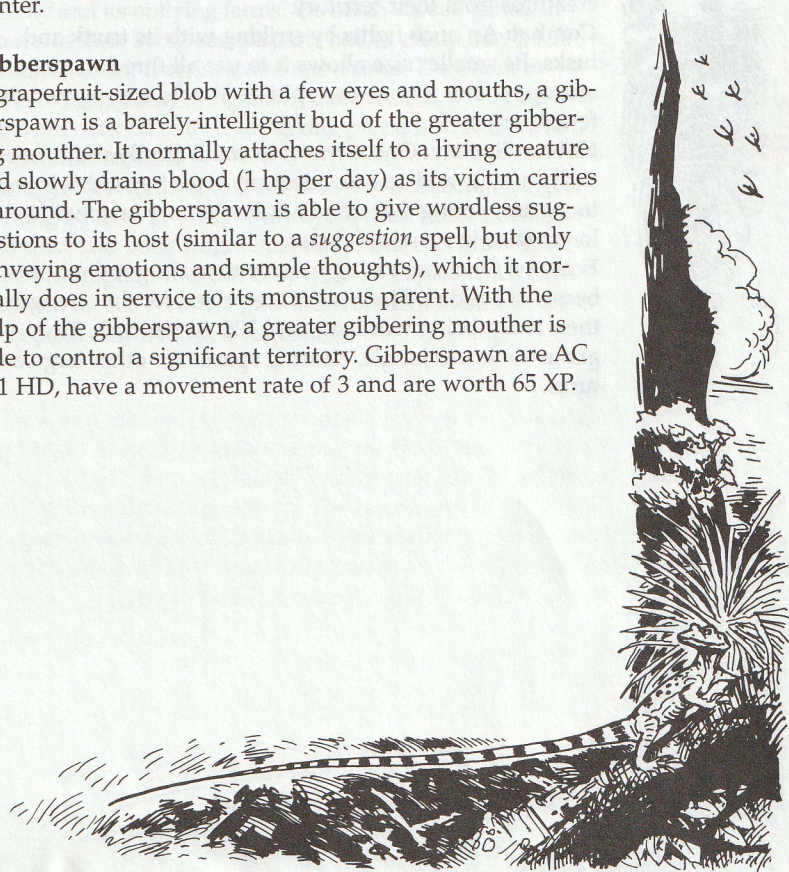 nter.
bberspawn
grapefruit-sized blob with a few eyes and mouths, a gib-
rspawn is a barely-intelligent bud of the greater gibber-
g mouther. It normally attaches itself to a living creature
d slowly drains blood (1 hp per day) as its victim carries
around. The gibberspawn is able to give wordless sug-
stions to its host (similar to a suggestion spell, but only
nveying emotions and simple thoughts), which it nor-
ally does in service to its monstrous parent. With the
lp of the gibberspawn, a greater gibbering mouther is
le to control a significant territory. Gibberspawn are AC
1 HD, have a movement rate of 3 and are worth 65 XP.